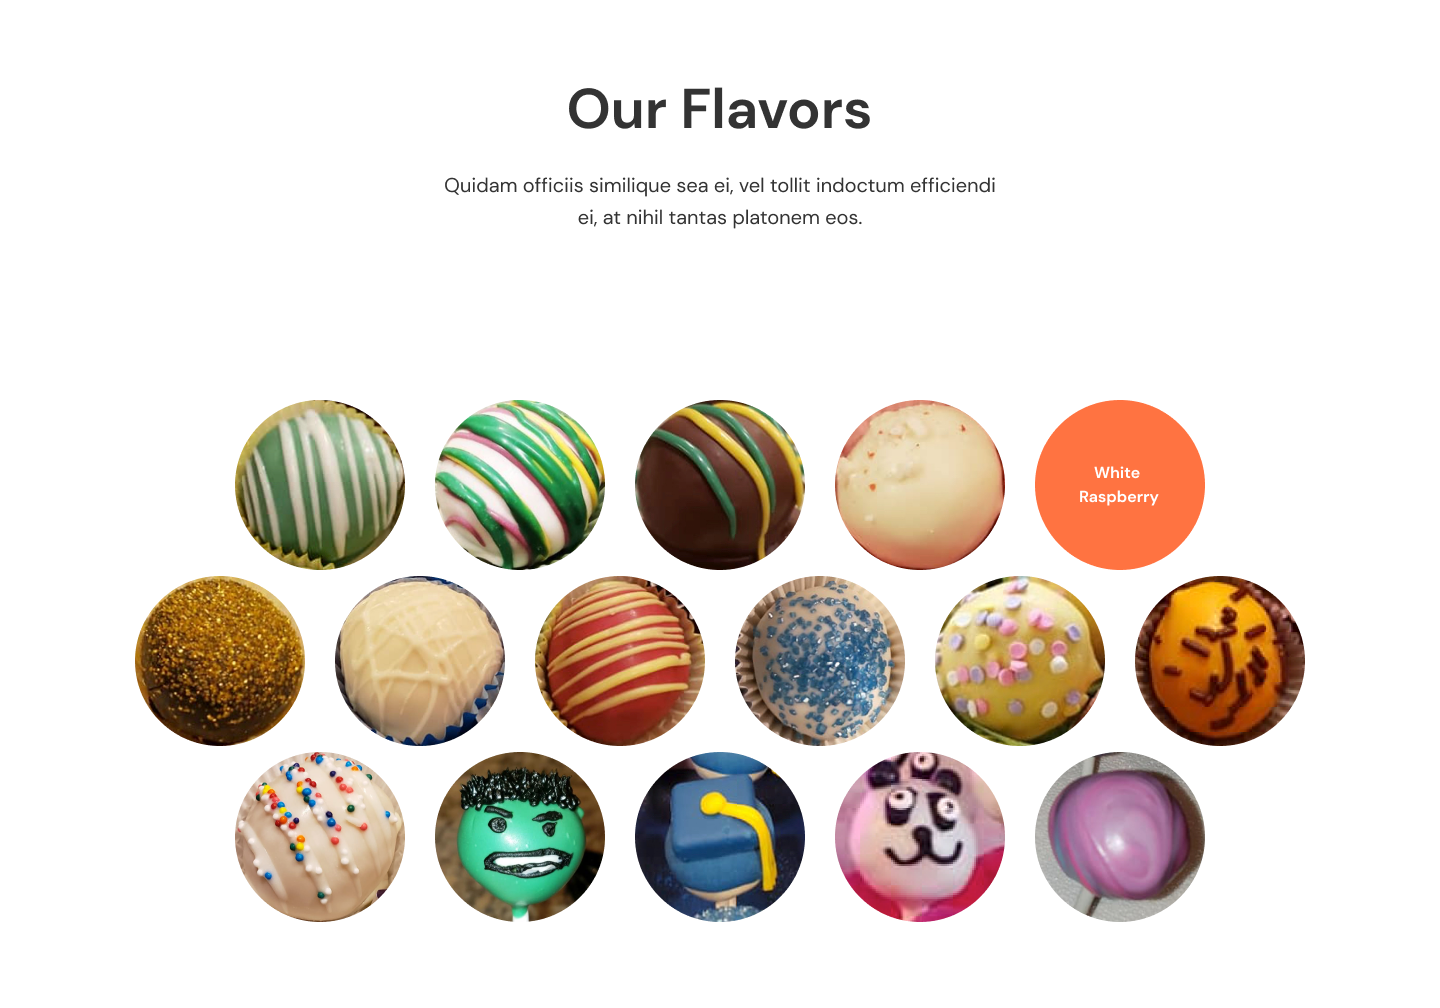 Our Flavors
Quidam officiis similique sea ei, vel tollit indoctum efficiendi
ei, at nihil tantas platonem eos.
White
Raspberry